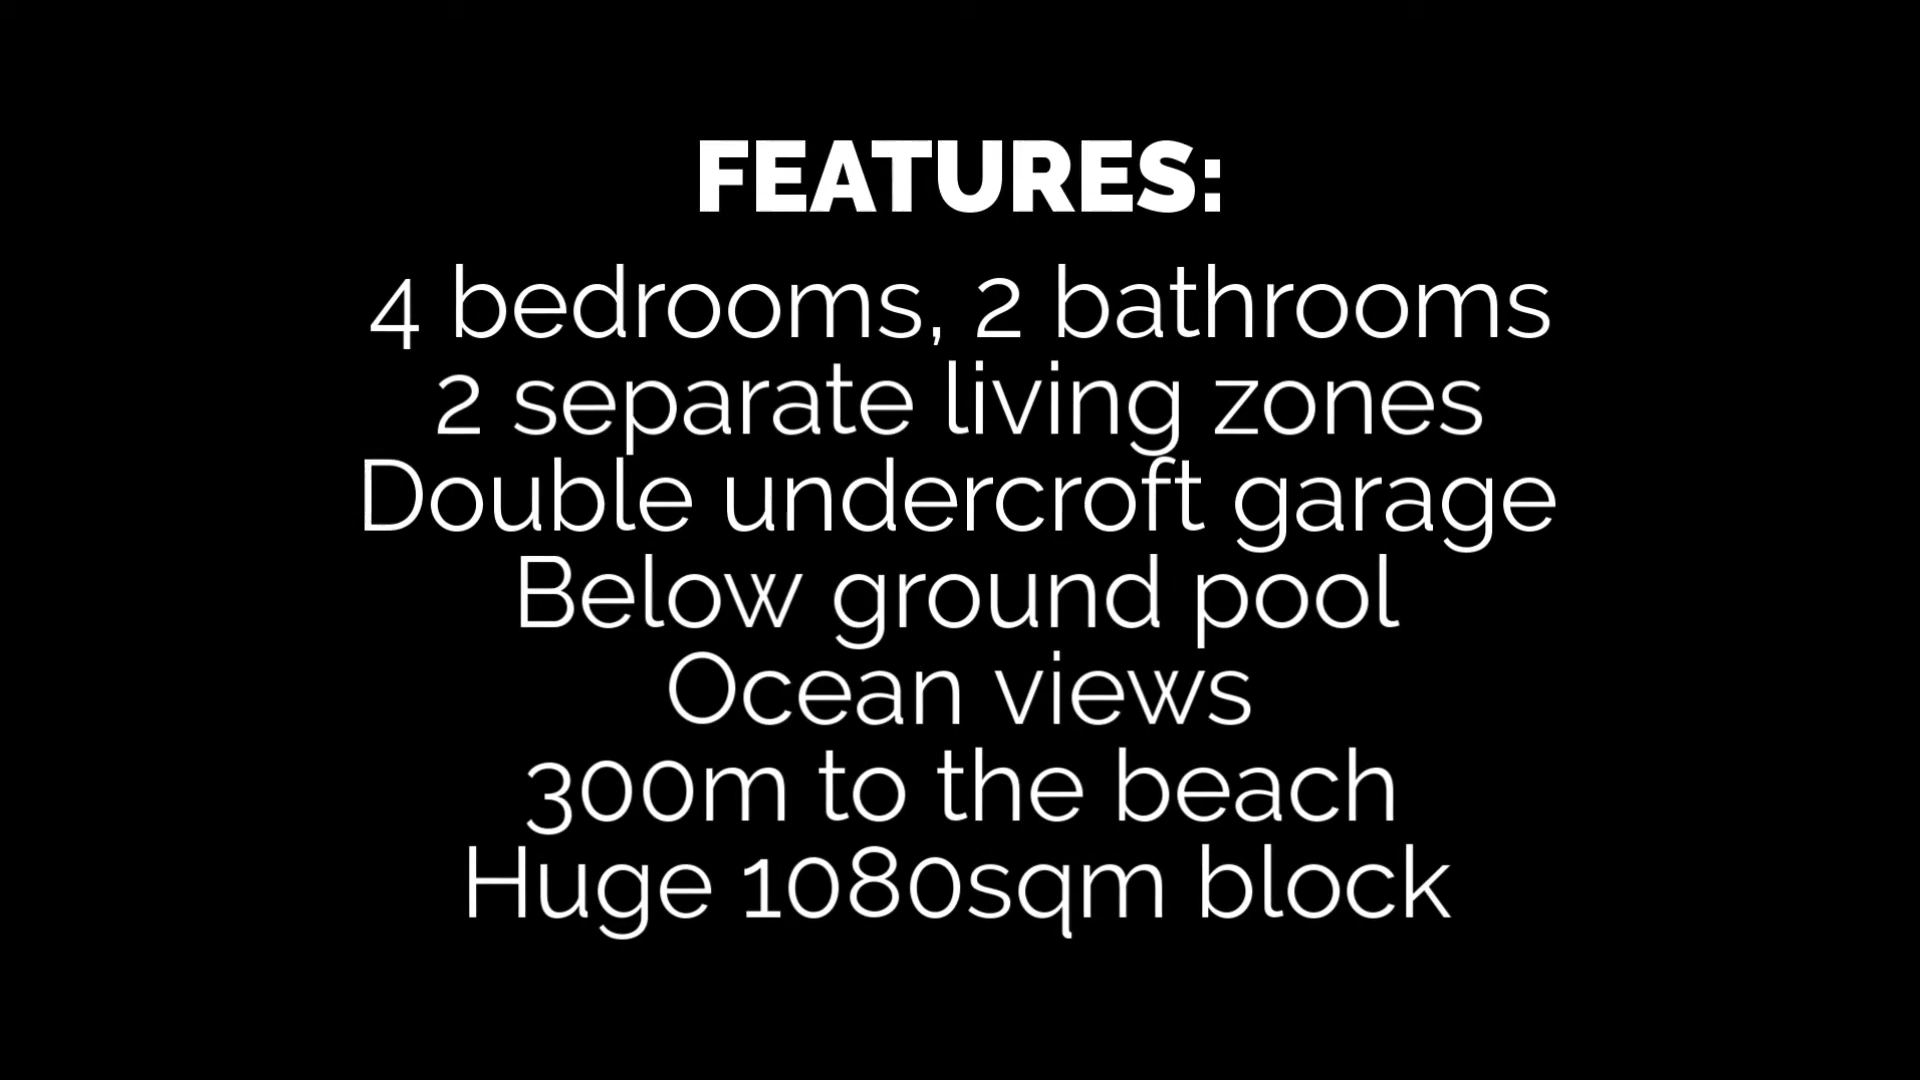 FEATURES:
4 bedrooms, 2 bathrooms
2 separate living zones
Double undercroft garage
Below ground pool
Ocean views
300m to the beach
Huge 1080sqm block